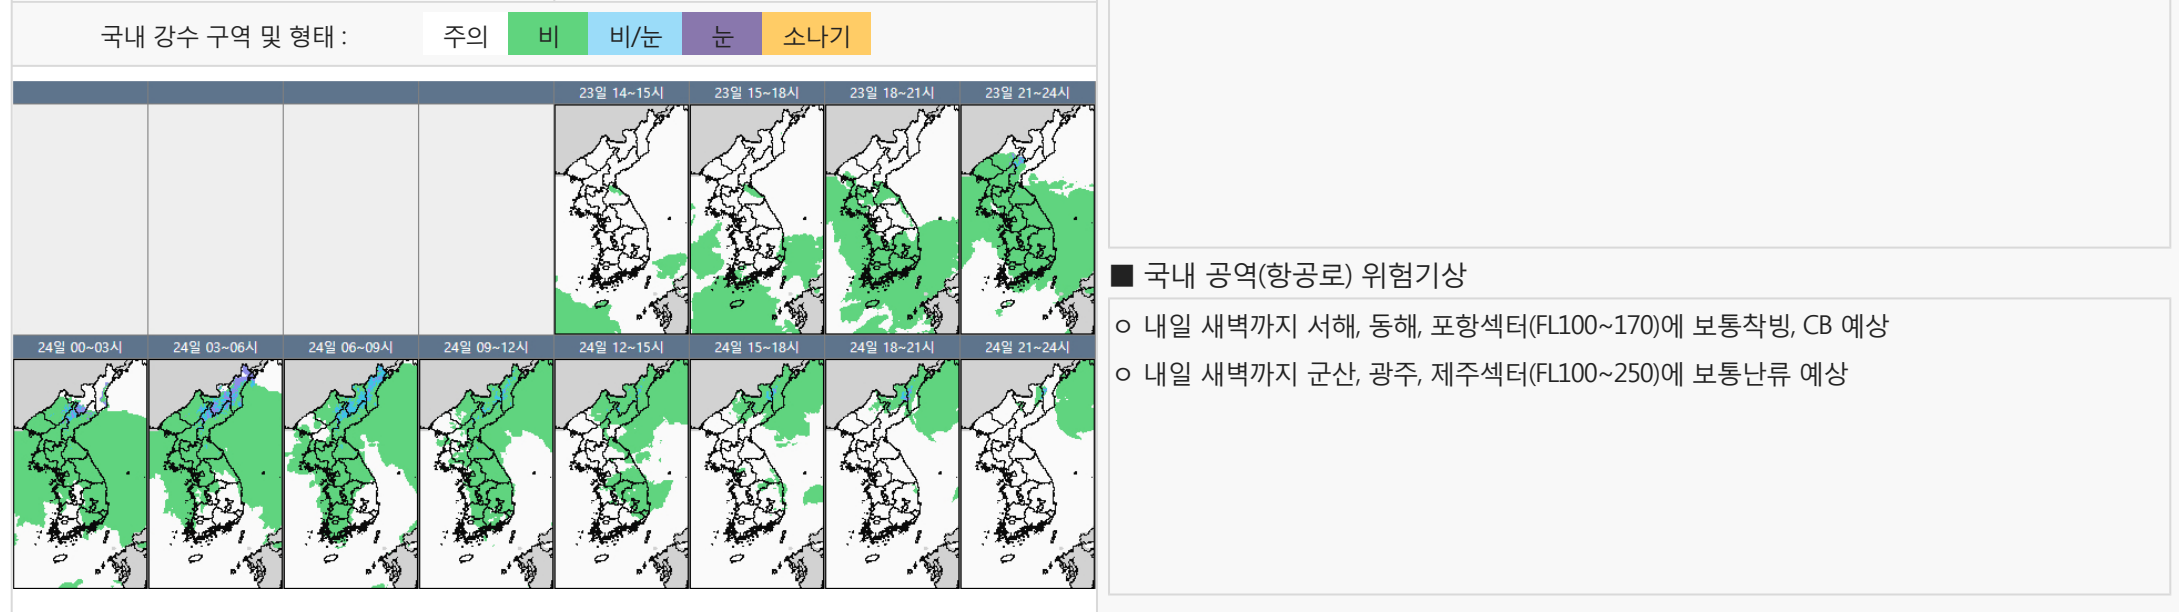 국내 강수 구역 및 형태 :
주의 비 비/눈 눈 소나기
23일 14~15시 23일 15~18시 23일 18~21시 23일 21~24시
24일 00~03시 24일 03~06시 24일 06~09시 24일 09~12시 24일 12~15시 24일 15~18시 24일 18~21시 24일 21~24시
■ 국내 공역(항공로) 위험기상
ㅇ 내일 새벽까지 서해, 동해, 포항섹터(FL100~170)에 보통착빙, CB 예상
ㅇ 내일 새벽까지 군산, 광주, 제주섹터(FL100~250)에 보통난류 예상